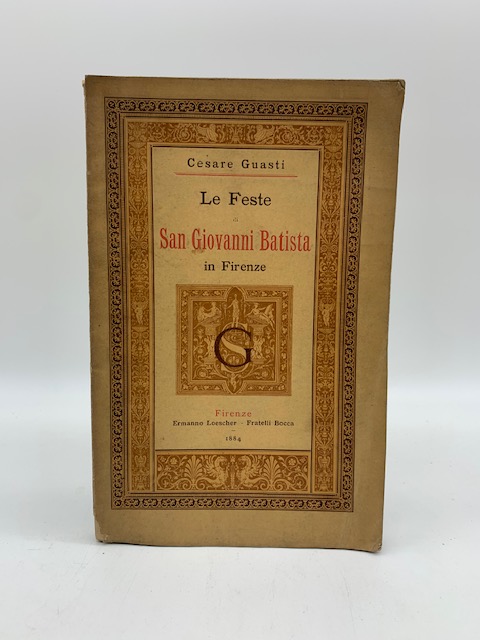 Cesare Guasti
Le Feste
di
San Giovanni Batista
in Firenze
S G
Firenze
Ermanno Loescher - Fratelli Bocca
1884